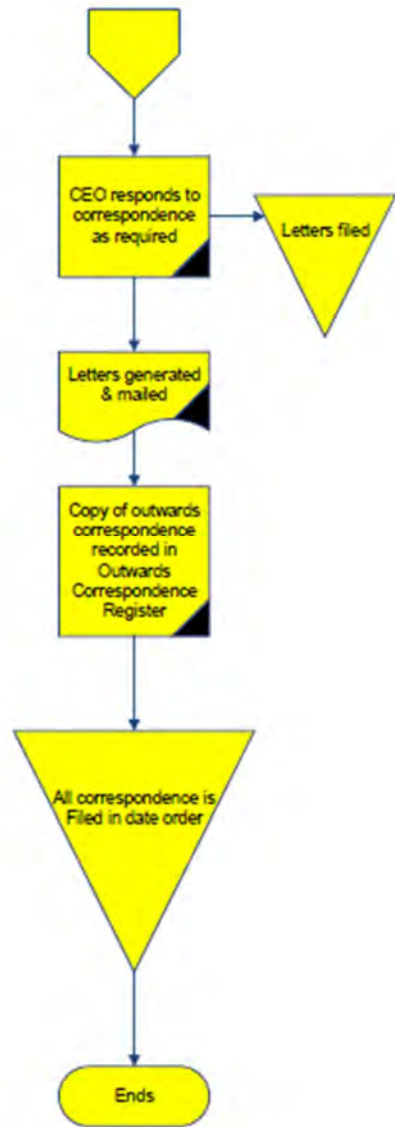 CEO responds to
correspondence
as required
Letters filed
Letters generated
& mailed
Copy of outwards
correspondence
recorded in
Outwards
Correspondence
Register
All correspondence is
Filed in date order
Ends